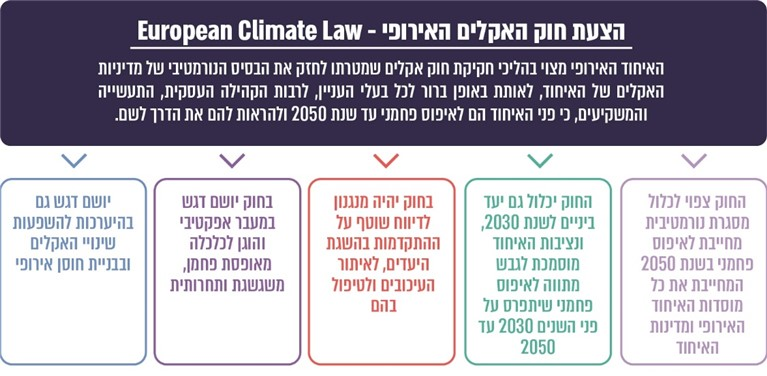 הצעת חוק האקלים האירופי - European Climate Law
האיחוד האירופי מצוי בהליכי חקיקת חוק אקלים שמטרתו לחזק את הבסיס הנורמטיבי של מדיניות
האקלים של האיחוד, לאותת באופן ברור לכל בעלי העניין, לרבות הקהילה העסקית, התעשייה
והמשקיעים, כי פני האיחוד הם לאיפוס פחמני עד שנת 2050 ולהראות להם את הדרך לשם.
החוק צפוי לכלול
מסגרת נורמטיבית
מחייבת לאיפוס
פחמני בשנת 2050
המחייבת את כל
מוסדות האיחוד
האירופי ומדינות
האיחוד
החוק יכלול גם יעד
ביניים לשנת 2030,
ונציבות האיחוד
מוסמכת לגבש
מתווה לאיפוס
פחמני שיתפרס על
פני השנים 2030 עד
2050
בחוק יהיה מנגנון
לדיווח שוטף על
ההתקדמות בהשגת
היעדים, לאיתור
העיכובים ולטיפול
בהם
בחוק יושם דגש
במעבר אפקטיבי
והוגן לכלכלה
מאופסת פחמן,
משגשגת ותחרותית
יושם דגש גם
בהיערכות להשפעות
שינויי האקלים
ובבניית חוסן אירופי